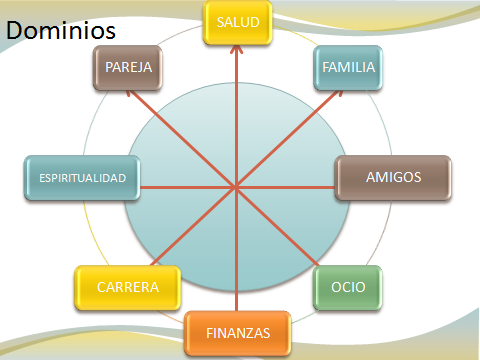 Dominios
SALUD
PAREJA
FAMILIA
ESPIRITUALIDAD
AMIGOS
CARRERA
OCIO
FINANZAS